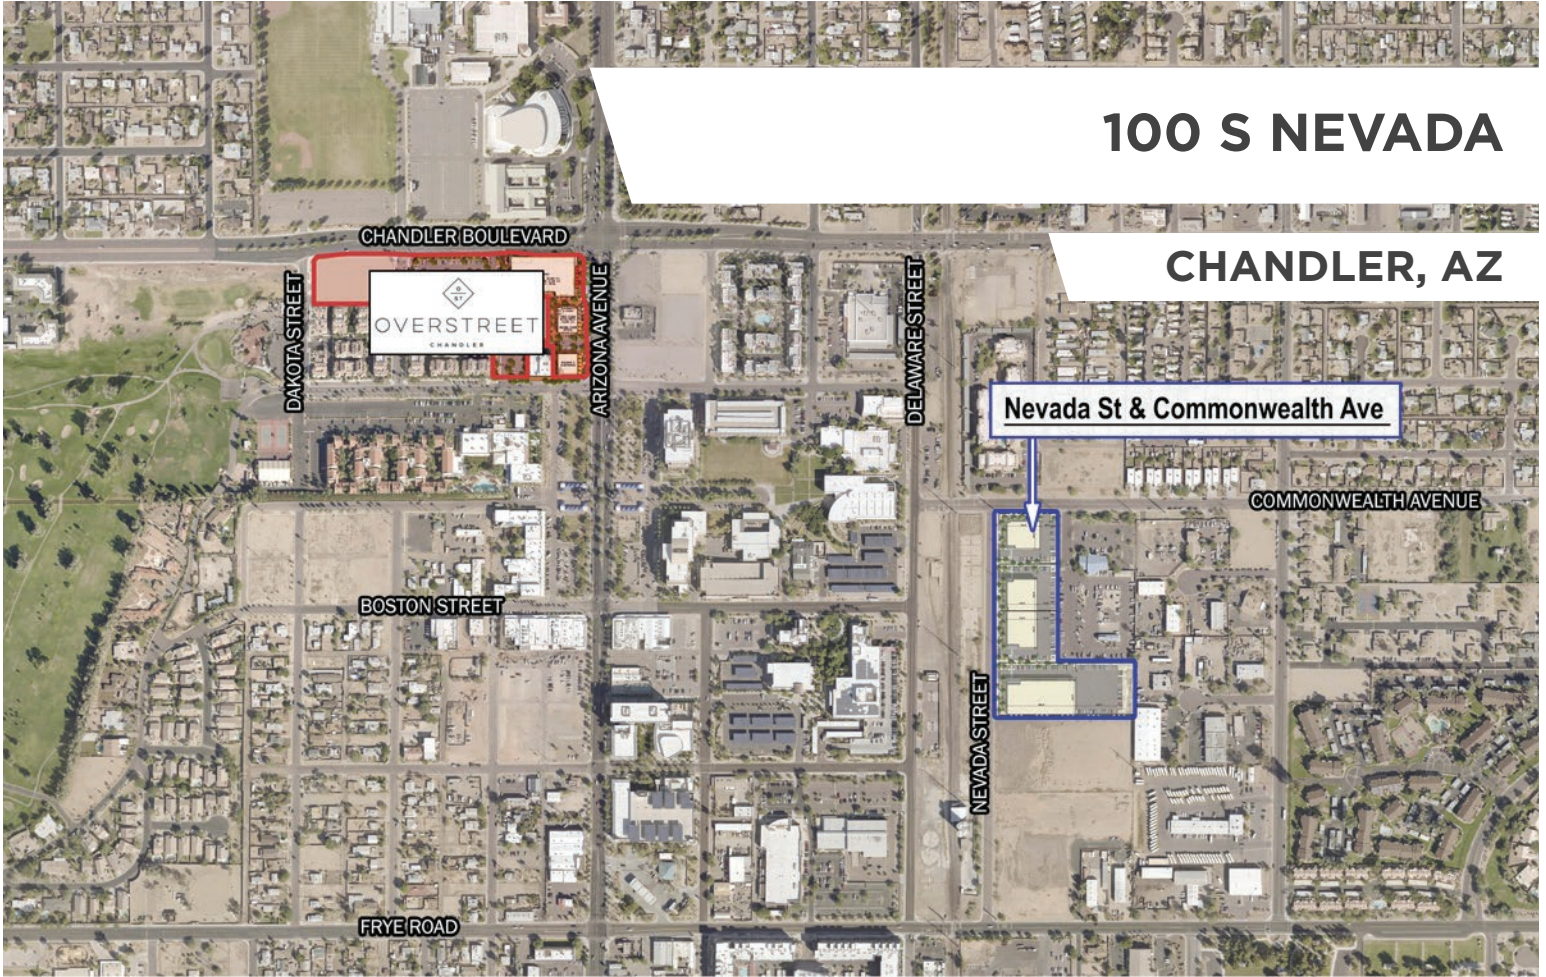 100 S NEVADA
CHANDLER, AZ
CHANDLER BOULEVARD
DAKOTA STREET
O
ST
OVERSTREET
CHANDLER
ARIZONA AVENUE
DELAWARE STREET
Nevada St & Commonwealth Ave
COMMONWEALTH AVENUE
BOSTON STREET
NEVADA STREET
FRYE ROAD